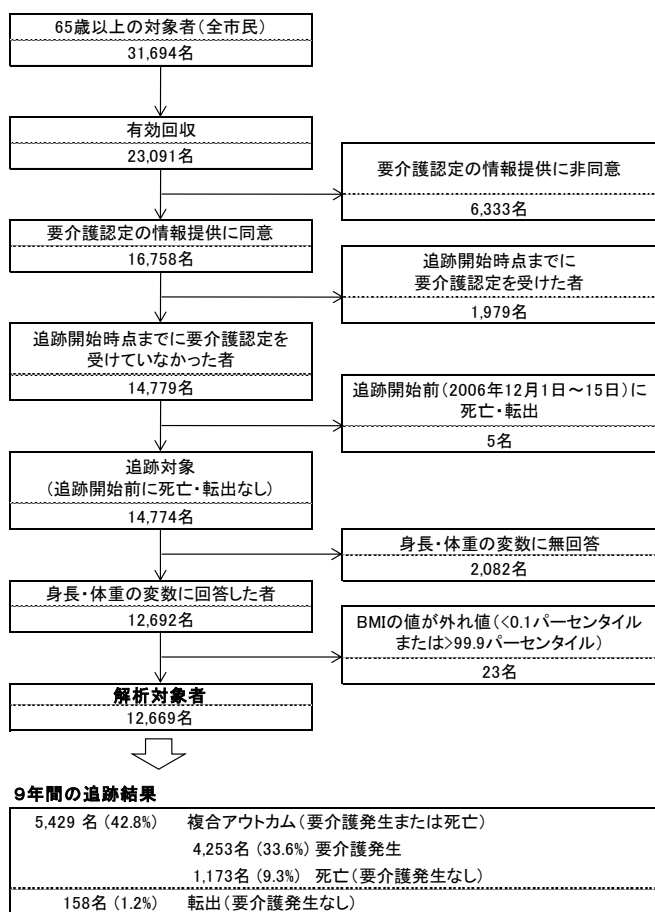 65歳以上の対象者(全市民)
31,694名
有効回収
23,091名
要介護認定の情報提供に非同意
6,333名
要介護認定の情報提供に同意
16,758名
追跡開始時点までに
要介護認定を受けた者
1,979名
追跡開始時点までに要介護認定を
受けていなかった者
14,779名
追跡開始前(2006年12月1日~15日)に
死亡・転出
5名
追跡対象
(追跡開始前に死亡・転出なし)
14,774名
身長・体重の変数に無回答
2,082名
身長・体重の変数に回答した者
12,692名
BMIの値が外れ値(<0.1パーセンタイル
または>99.9パーセンタイル)
23名
解析対象者
12,669名
9年間の追跡結果
5,429 名 (42.8%) 複合アウトカム(要介護発生または死亡)
4,253名 (33.6%) 要介護発生
1,173名 (9.3%) 死亡(要介護発生なし)
158名 (1.2%) 転出(要介護発生なし)